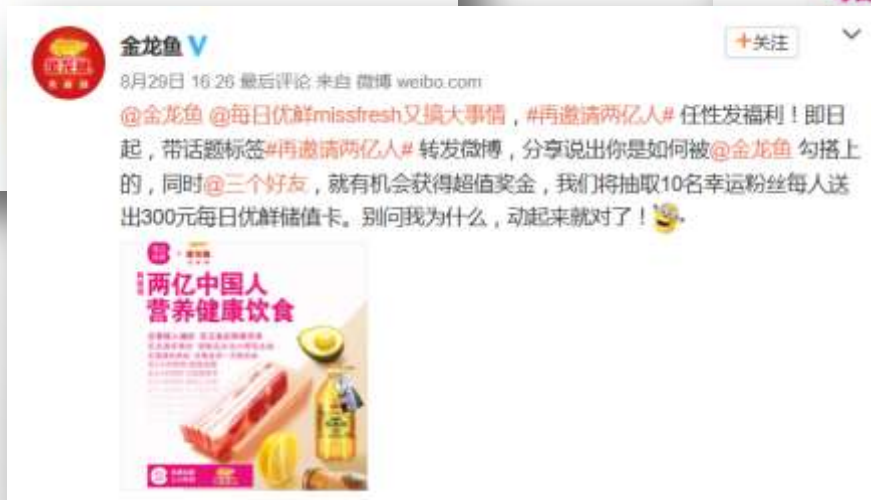 金龙鱼
+关注
8月29日 16:26 最后评论 来自 微博 weibo.com
@金龙鱼 @每日优鲜missfresh又搞大事情，#再邀请两亿人# 任性发福利！即日
起，带话题标签#再邀请两亿人# 转发微博，分享说出你是如何被@金龙鱼 勾搭上
的，同时@三个好友，就有机会获得超值奖金，我们将抽取10名幸运粉丝每人送
出300元每日优鲜储值卡。别问我为什么，动起来就对了！
金龙鱼
两亿中国人
营养健康饮食